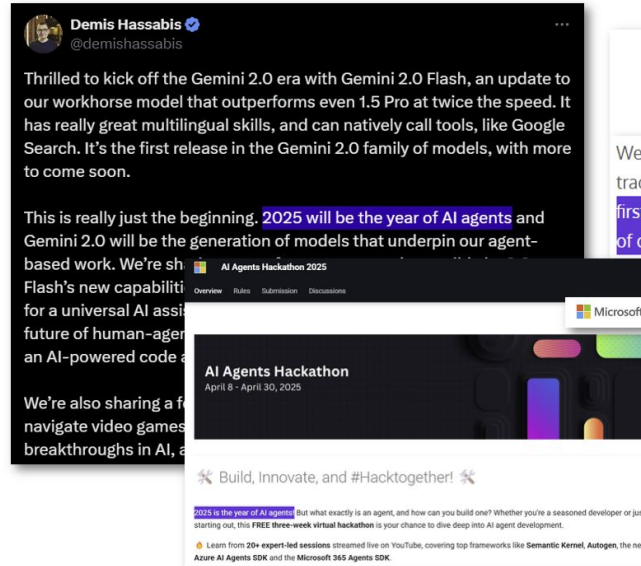 Demis Hassabis
@demishassabis
Thrilled to kick off the Gemini 2.0 era with Gemini 2.0 Flash, an update to
our workhorse model that outperforms even 1.5 Pro at twice the speed. It
has really great multilingual skills, and can natively call tools, like Google
Search. It's the first release in the Gemini 2.0 family of models, with more
to come soon.
This is really just the beginning. 2025 will be the year of AI agents and
Gemini 2.0 will be the generation of models that underpin our agent-
based work. We're
Flash's new
for a universal AI
future of
an AI-powered code
We're also sharing a
navigate video games
breakthroughs in AI,
We
of
AI Agents Hackathon 2025
Overview Rules Submission Discussions
Microsoft
AI Agents Hackathon
April 8 - April 30, 2025
🛠 Build, Innovate, and #Hacktogether! 🛠
2025 is the year of AI agents! But what exactly is an agent, and how can you build one? Whether you're a seasoned developer or
starting out, this FREE three-week virtual hackathon is your chance to dive deep into AI agent development.
🔥 Learn from 20+ expert-led sessions streamed live on YouTube, covering top frameworks like Semantic Kernel, Autogen, the
Azure AI Agents SDK and the Microsoft 365 Agents SDK.